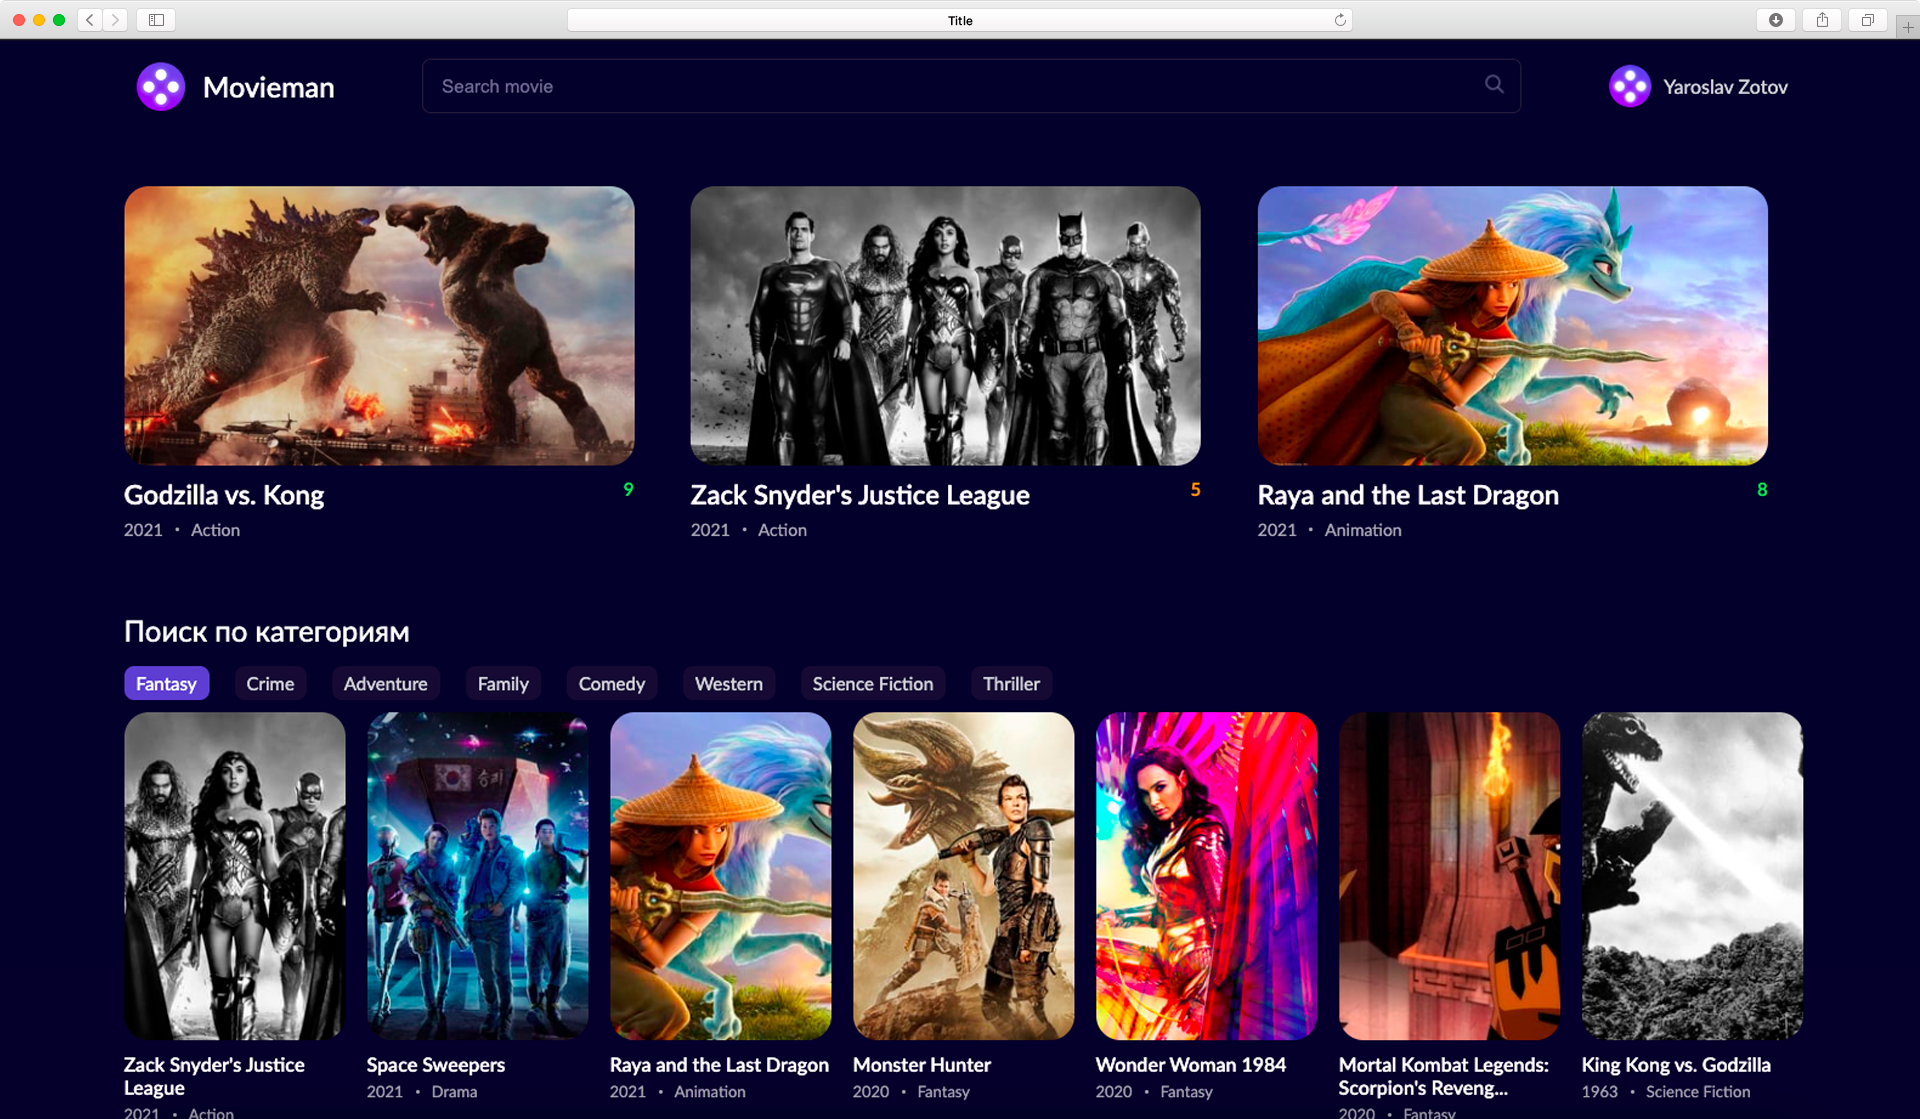 Title
Movieman
Search movie
Yaroslav Zotov
Godzilla vs. Kong
9
2021 • Action
Zack Snyder's Justice League
5
2021 • Action
Raya and the Last Dragon
8
2021 • Animation
Поиск по категориям
Fantasy
Crime
Adventure
Family
Comedy
Western
Science Fiction
Thriller
승리
Zack Snyder's Justice
League
2021 • Action
Space Sweepers
2021 • Drama
Raya and the Last Dragon
2021 • Animation
Monster Hunter
2020 • Fantasy
Wonder Woman 1984
2020 • Fantasy
Mortal Kombat Legends:
Scorpion's Reveng...
2020 • Fantasy
King Kong vs. Godzilla
1963 • Science Fiction